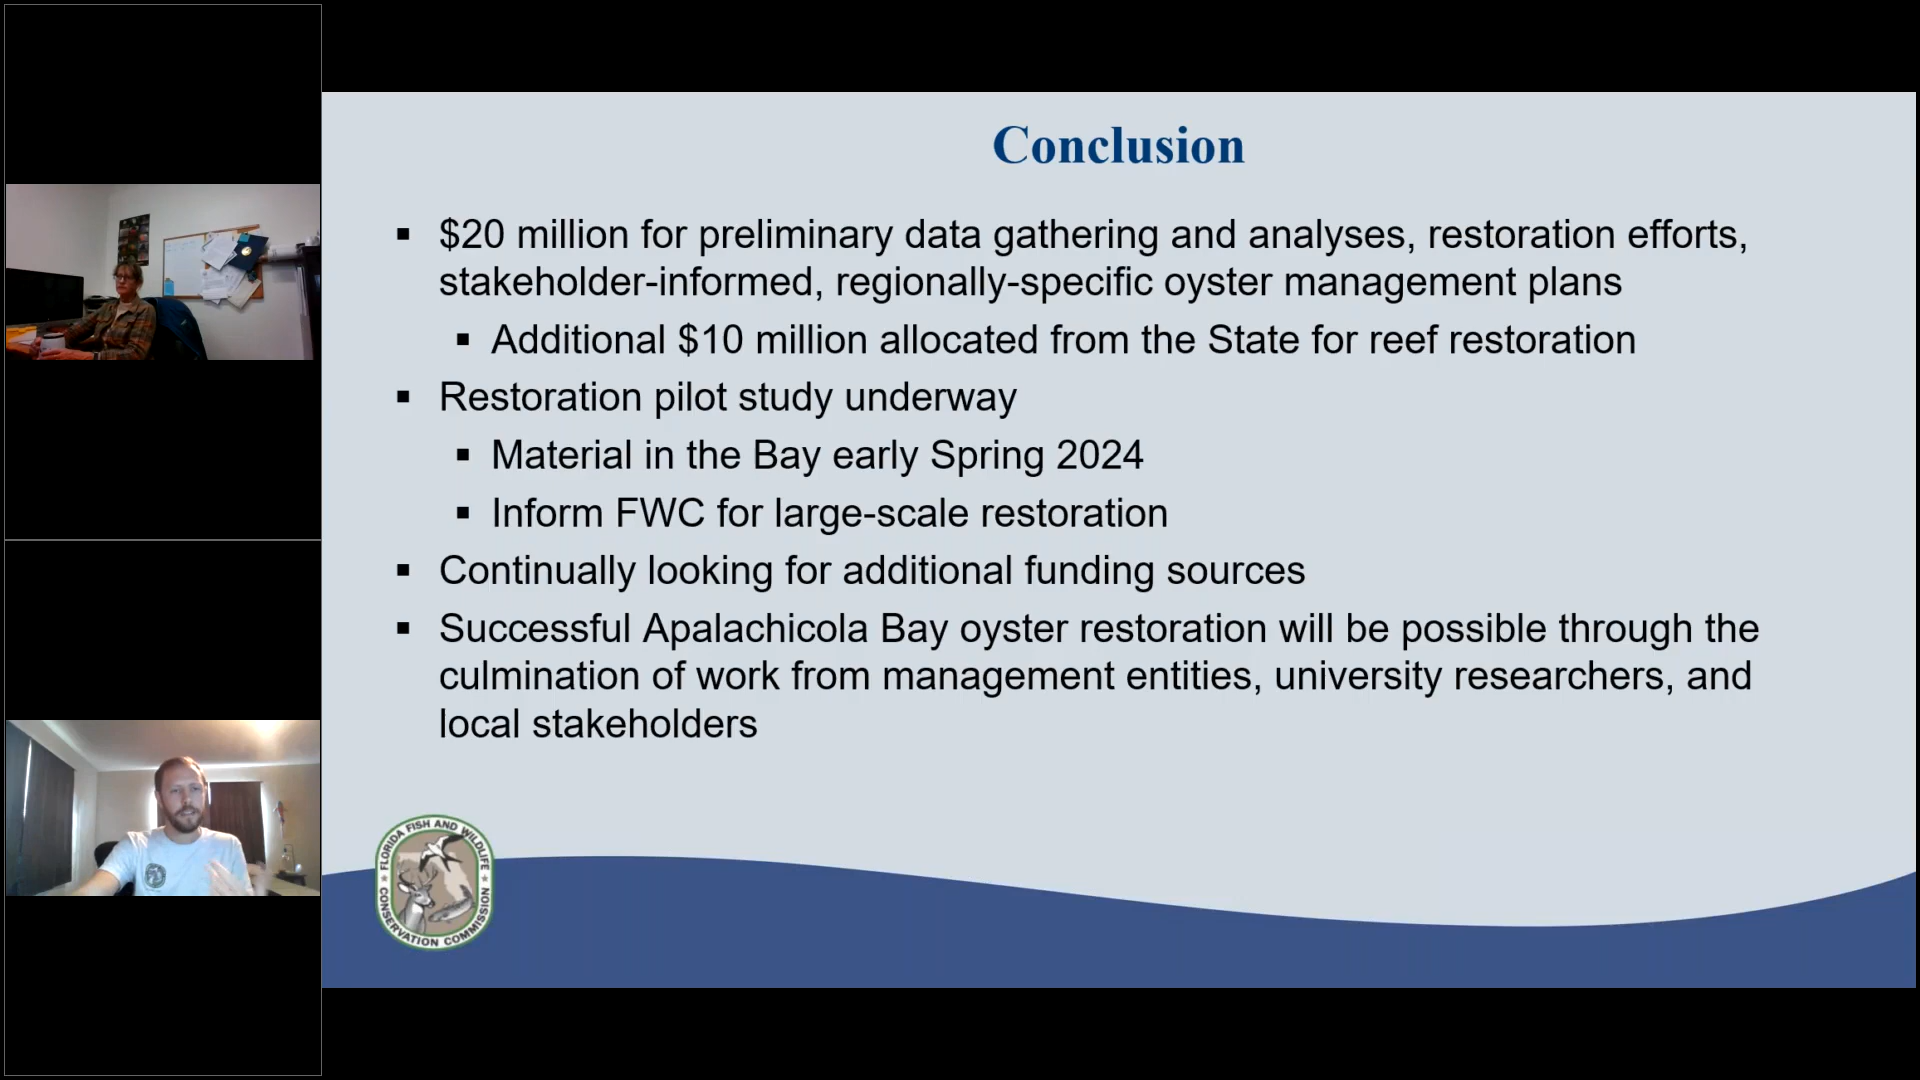 Conclusion
▪ $20 million for preliminary data gathering and analyses, restoration efforts,
stakeholder-informed, regionally-specific oyster management plans
▪ Additional $10 million allocated from the State for reef restoration
▪ Restoration pilot study underway
▪ Material in the Bay early Spring 2024
▪ Inform FWC for large-scale restoration
▪ Continually looking for additional funding sources
▪ Successful Apalachicola Bay oyster restoration will be possible through the
culmination of work from management entities, university researchers, and
local stakeholders
FLORIDA FISH AND WILDLIFE
CONSERVATION COMMISSION